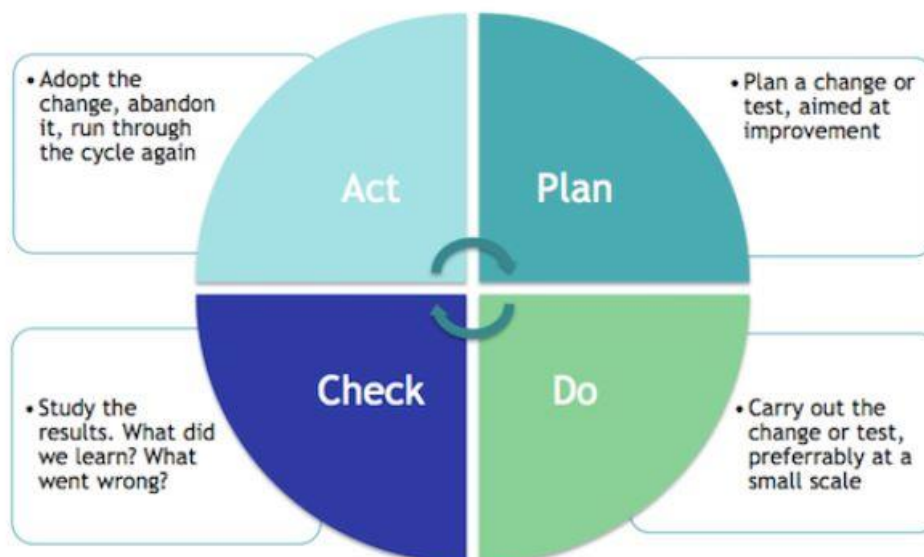 • Adopt the
change, abandon
it, run through
the cycle again
Act
Plan
• Plan a change or
test, aimed at
improvement
Check
• Study the
results. What did
we learn? What
went wrong?
Do
• Carry out the
change or test,
preferrably at a
small scale